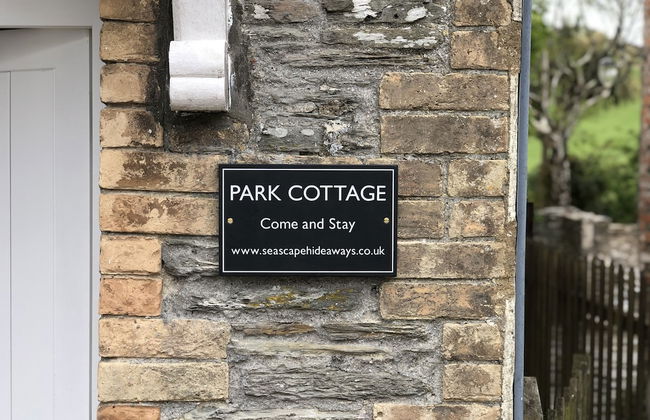 PARK COTTAGE
Come and Stay
www.seascapehideaways.co.uk